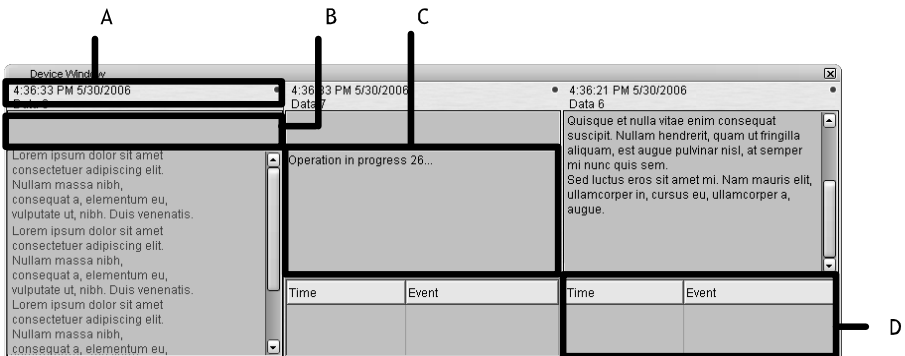 A
B
C
Device Window
4:36:33 PM 5/30/2006
Data
4:36:33 PM 5/30/2006
Data 7
4:36:21 PM 5/30/2006
Data 6
Lorem ipsum dolor sit amet
consectetuer adipiscing elit.
Nullam massa nibh,
consequat a, elementum eu,
vulputate ut, nibh. Duis venenatis.
Lorem ipsum dolor sit amet
consectetuer adipiscing elit.
Nullam massa nibh,
consequat a, elementum eu,
vulputate ut, nibh. Duis venenatis.
Lorem ipsum dolor sit amet
consectetuer adipiscing elit.
Nullam massa nibh,
consequat a, elementum eu,
Operation in progress 26...
Time Event
Quisque et nulla vitae enim consequat
suscipit. Nullam hendrerit, quam ut fringilla
aliquam, est augue pulvinar nisl, at semper
mi nunc quis sem.
Sed luctus eros sit amet mi. Nam mauris elit,
ullamcorper in, cursus eu, ullamcorper a,
augue.
Time Event
D